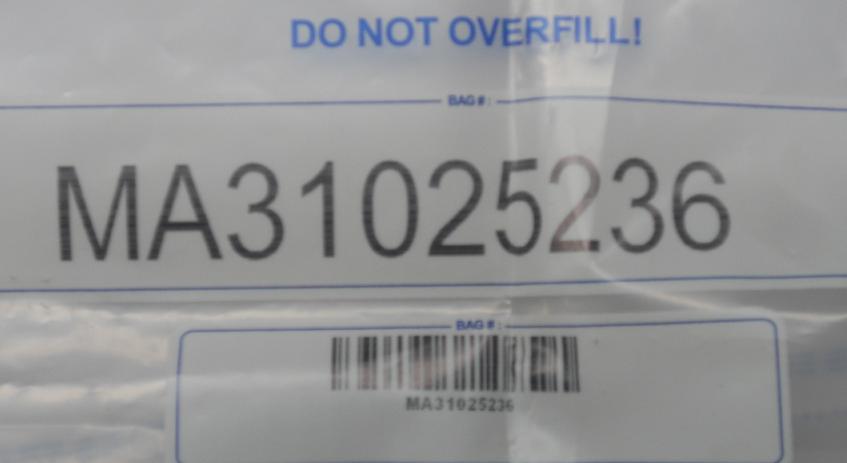 DO NOT OVERFILL!
BAG # :
MA31025236
BAG # :
MA31025236